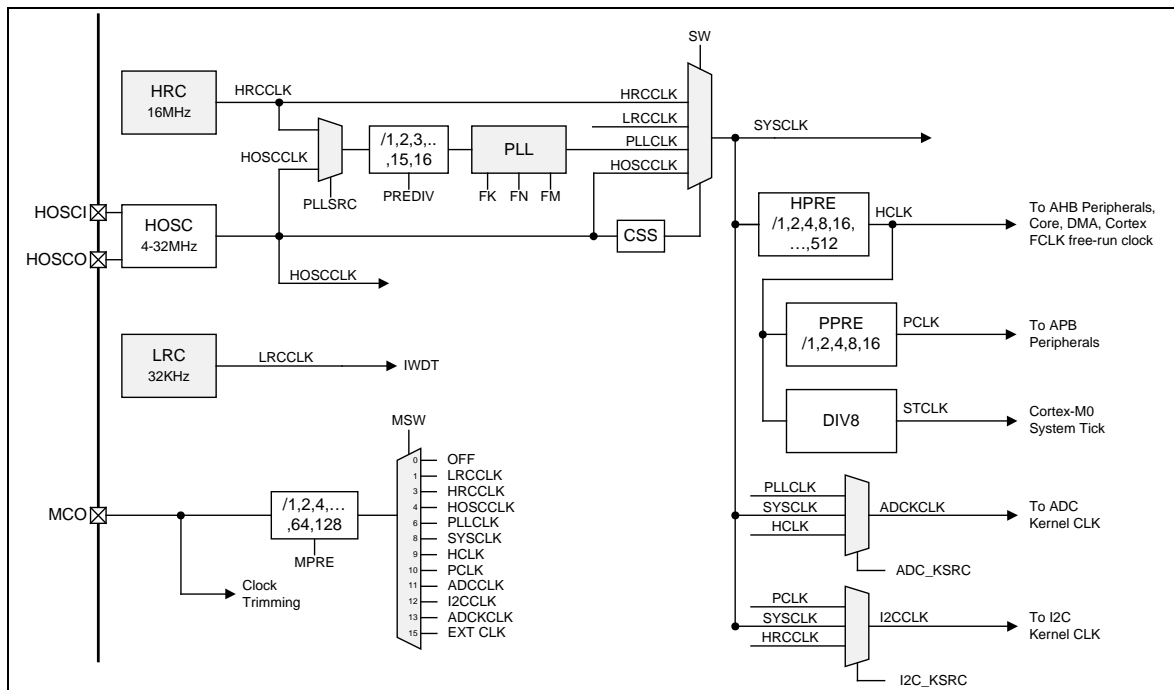 SW
HRC
16MHz
HRCCLK
HRCCLK
LRCCLK
PLLCLK
HOSCCLK
SYSCLK
HOSCCLK
/1,2,3,..
,15,16
PLL
PLLSRC
PREDIV
FK
FN
FM
HOSCI
HOSCO
HOSC
4-32MHz
CSS
HOSCCLK
HPRE
/1,2,4,8,16,
…,512
HCLK
To AHB Peripherals,
Core, DMA, Cortex
FCLK free-run clock
PPRE
/1,2,4,8,16
PCLK
To APB
Peripherals
LRC
32KHz
LRCCLK
IWDT
DIV8
STCLK
Cortex-M0
System Tick
MSW
0 OFF
1 LRCCLK
3 HRCCLK
4 HOSCCLK
6 PLLCLK
8 SYSCLK
9 HCLK
10 PCLK
11 ADCCLK
12 I2CCLK
13 ADCKCLK
15 EXT CLK
MCO
/1,2,4,…
,64,128
MPRE
Clock
Trimming
PLLCLK
SYSCLK
HCLK
ADCKCLK
To ADC
Kernel CLK
ADC_KSRC
PCLK
SYSCLK
HRCCLK
I2CCLK
To I2C
Kernel CLK
I2C_KSRC